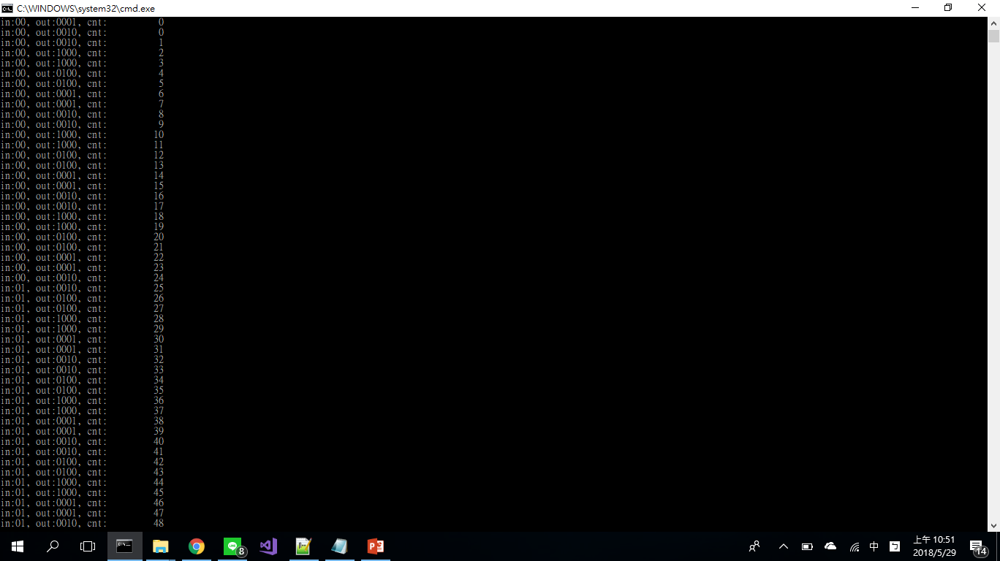 C:\WINDOWS\system32\cmd.exe
in:00, out:0001, cnt:          0
in:00, out:0010, cnt:          0
in:00, out:0010, cnt:          1
in:00, out:1000, cnt:          2
in:00, out:1000, cnt:          3
in:00, out:0100, cnt:          4
in:00, out:0100, cnt:          5
in:00, out:0001, cnt:          6
in:00, out:0001, cnt:          7
in:00, out:0010, cnt:          8
in:00, out:0010, cnt:          9
in:00, out:1000, cnt:         10
in:00, out:1000, cnt:         11
in:00, out:0100, cnt:         12
in:00, out:0100, cnt:         13
in:00, out:0001, cnt:         14
in:00, out:0001, cnt:         15
in:00, out:0010, cnt:         16
in:00, out:0010, cnt:         17
in:00, out:1000, cnt:         18
in:00, out:1000, cnt:         19
in:00, out:0100, cnt:         20
in:00, out:0100, cnt:         21
in:00, out:0001, cnt:         22
in:00, out:0001, cnt:         23
in:00, out:0010, cnt:         24
in:01, out:0010, cnt:         25
in:01, out:0100, cnt:         26
in:01, out:0100, cnt:         27
in:01, out:1000, cnt:         28
in:01, out:1000, cnt:         29
in:01, out:0001, cnt:         30
in:01, out:0001, cnt:         31
in:01, out:0010, cnt:         32
in:01, out:0010, cnt:         33
in:01, out:0100, cnt:         34
in:01, out:0100, cnt:         35
in:01, out:1000, cnt:         36
in:01, out:1000, cnt:         37
in:01, out:0001, cnt:         38
in:01, out:0001, cnt:         39
in:01, out:0010, cnt:         40
in:01, out:0010, cnt:         41
in:01, out:0100, cnt:         42
in:01, out:0100, cnt:         43
in:01, out:1000, cnt:         44
in:01, out:1000, cnt:         45
in:01, out:0001, cnt:         46
in:01, out:0001, cnt:         47
in:01, out:0010, cnt:         48
8
中
上午 10:51
2018/5/29
14